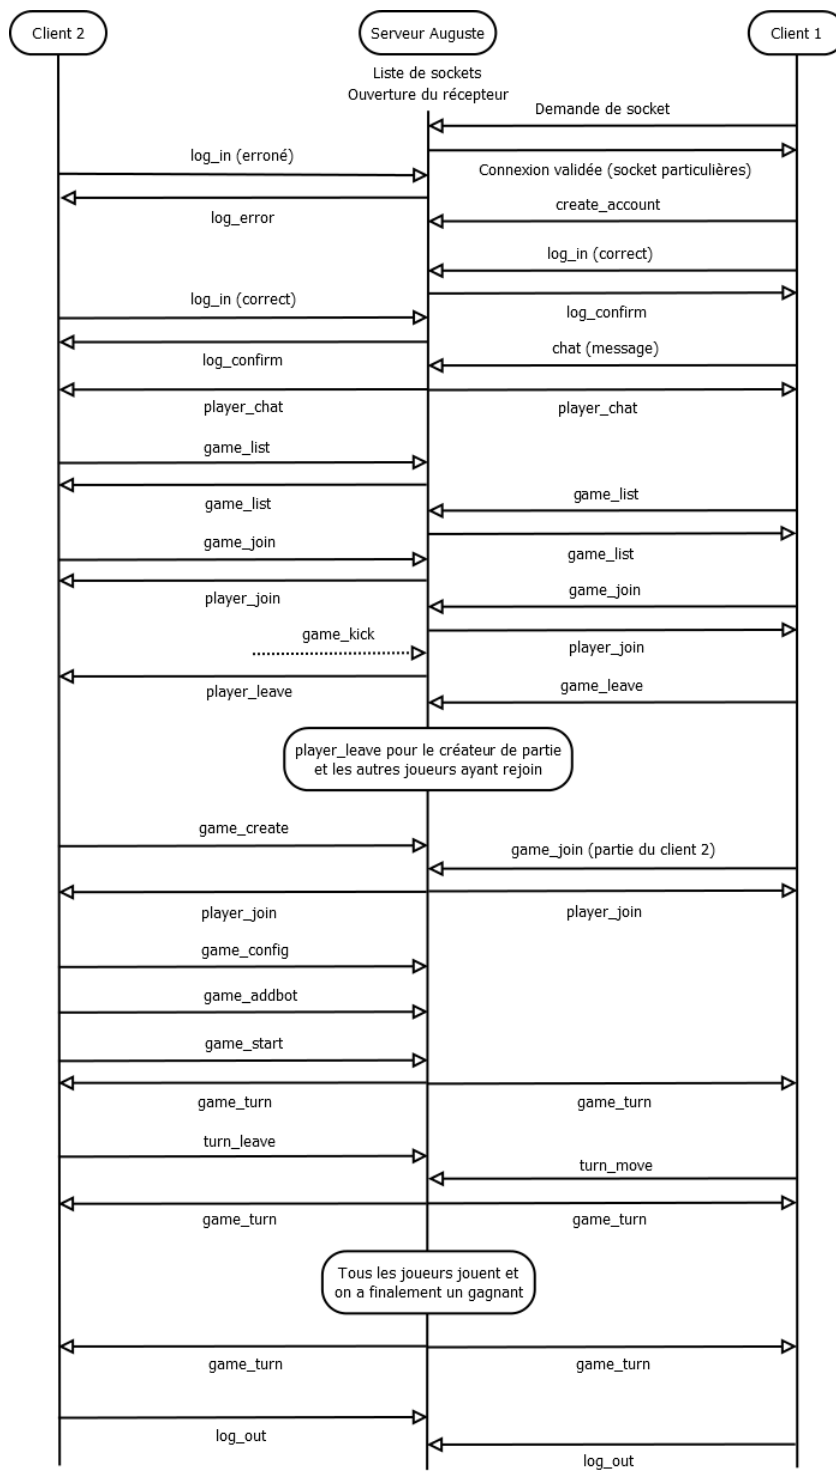 Client 2
Serveur Auguste
Client 1
Liste de sockets
Ouverture du récepteur
Demande de socket
log_in (erroné)
Connexion validée (socket particulières)
log_error
create_account
log_in (correct)
log_in (correct)
log_confirm
log_confirm
chat (message)
player_chat
player_chat
game_list
game_list
game_list
game_join
game_list
player_join
game_join
game_kick
player_join
player_leave
game_leave
player_leave pour le créateur de partie
et les autres joueurs ayant rejoin
game_create
game_join (partie du client 2)
player_join
player_join
game_config
game_addbot
game_start
game_turn
game_turn
turn_leave
turn_move
game_turn
game_turn
Tous les joueurs jouent et
on a finalement un gagnant
game_turn
game_turn
log_out
log_out